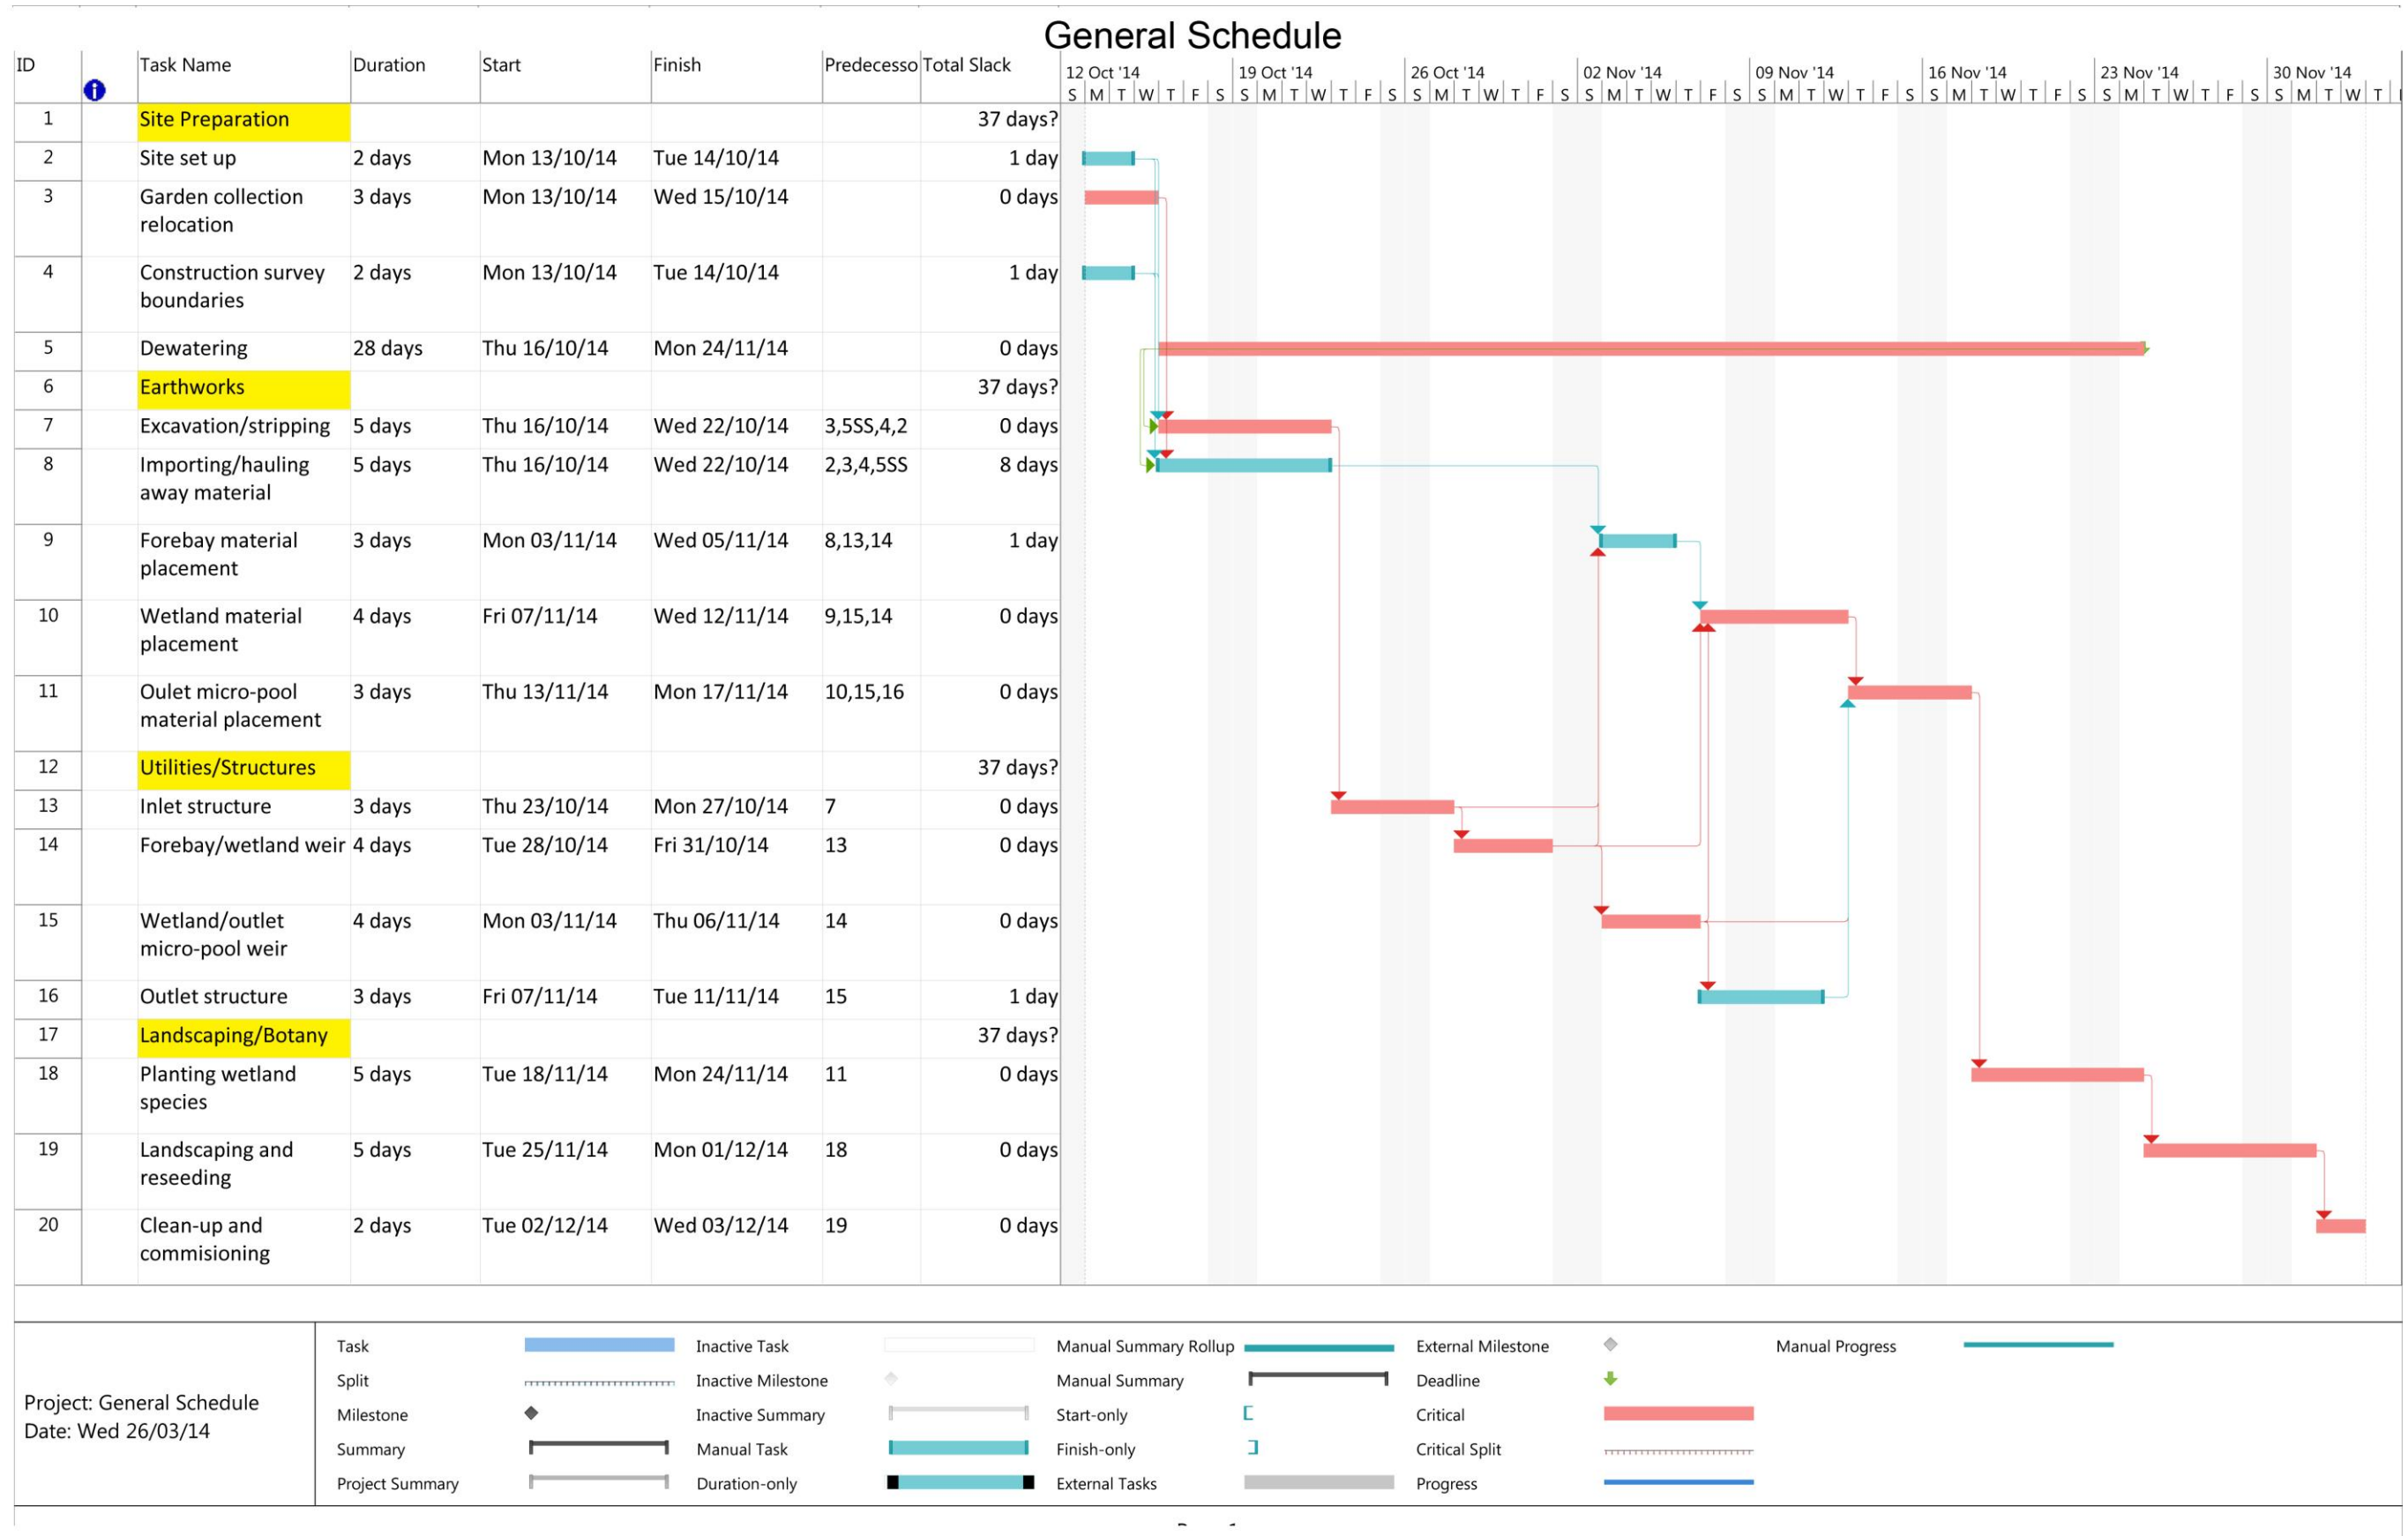 General Schedule
ID Task Name Duration Start Finish Predecesso Total Slack 12 Oct '14 19 Oct '14 26 Oct '14 02 Nov '14 09 Nov '14 16 Nov '14 23 Nov '14 30 Nov '14
S M T W T F S S M T W T F S S M T W T F S S M T W T F S S M T W T F S S M T W T F S S M T W T F S S M T W T
1 Site Preparation 37 days?
2 Site set up 2 days Mon 13/10/14 Tue 14/10/14 1 day
3 Garden collection 3 days Mon 13/10/14 Wed 15/10/14 0 days
relocation
4 Construction survey 2 days Mon 13/10/14 Tue 14/10/14 1 day
boundaries
5 Dewatering 28 days Thu 16/10/14 Mon 24/11/14 0 days
6 Earthworks 37 days?
7 Excavation/stripping 5 days Thu 16/10/14 Wed 22/10/14 3,5SS,4,2 0 days
8 Importing/hauling 5 days Thu 16/10/14 Wed 22/10/14 2,3,4,5SS 8 days
away material
9 Forebay material 3 days Mon 03/11/14 Wed 05/11/14 8,13,14 1 day
placement
10 Wetland material 4 days Fri 07/11/14 Wed 12/11/14 9,15,14 0 days
placement
11 Oulet micro-pool 3 days Thu 13/11/14 Mon 17/11/14 10,15,16 0 days
material placement
12 Utilities/Structures 37 days?
13 Inlet structure 3 days Thu 23/10/14 Mon 27/10/14 7 0 days
14 Forebay/wetland weir 4 days Tue 28/10/14 Fri 31/10/14 13 0 days
15 Wetland/outlet 4 days Mon 03/11/14 Thu 06/11/14 14 0 days
micro-pool weir
16 Outlet structure 3 days Fri 07/11/14 Tue 11/11/14 15 1 day
17 Landscaping/Botany 37 days?
18 Planting wetland 5 days Tue 18/11/14 Mon 24/11/14 11 0 days
species
19 Landscaping and 5 days Tue 25/11/14 Mon 01/12/14 18 0 days
reseeding
20 Clean-up and 2 days Tue 02/12/14 Wed 03/12/14 19 0 days
commisioning
Project: General Schedule
Date: Wed 26/03/14
Task Inactive Task Manual Summary Rollup External Milestone Manual Progress
Split Inactive Milestone Manual Summary Deadline
Milestone Inactive Summary Start-only Critical
Summary Manual Task Finish-only Critical Split
Project Summary Duration-only External Tasks Progress